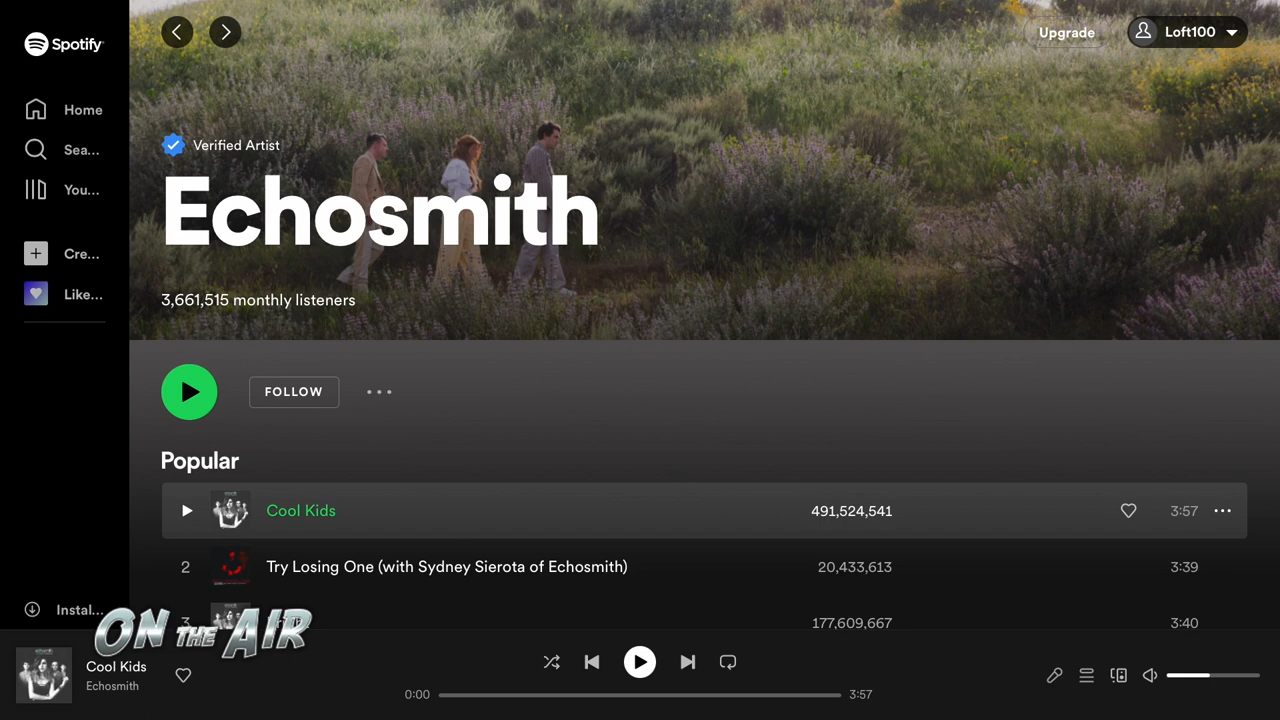 Spotify
Upgrade
Loft100
Home
Sea...
You...
Cre...
Like...
Verified Artist
Echosmith
3,661,515 monthly listeners
FOLLOW
Popular
Cool Kids 491,524,541 3:57
2 Try Losing One (with Sydney Sierota of Echosmith) 20,433,613 3:39
3 177,609,667 3:40
Instal...
ON THE AIR
Cool Kids
Echosmith
0:00 3:57